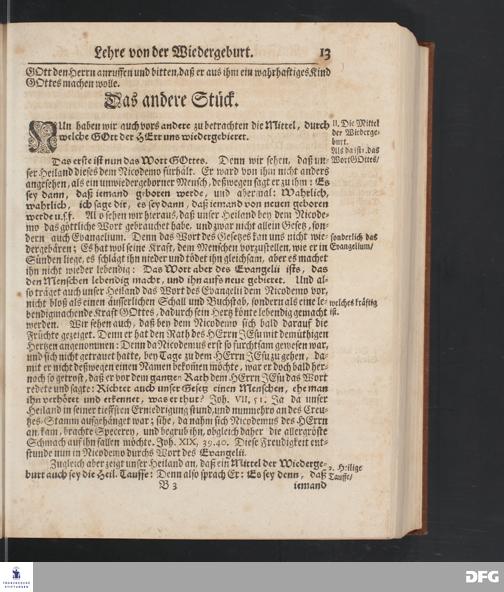 Lehre von der Wiedergeburt. 13
GOtt den Herrn anruffen und bitten, daß er aus ihm ein wahrhaftiges Kind
GOttes machen wolle.
Das andere Stück.
NUn haben wir auch vors andere zu betrachten die Mittel, durch
welche GOtt der HErr uns wiedergebieret.
II. Die Mittel
der Wiederge-
burt.
Als da ist: das
Wort GOttes/
Das erste ist nun das Wort GOttes. Denn wir sehen, daß un-
ser Heiland dieses dem Nicodemo fürhält. Er ward von ihm nicht anders
angesehen, als ein unwiedergeborner Mensch, deßwegen sagt er zu ihm: Es
sey dann, daß iemand geboren werde, und abermal: Wahrlich,
wahrlich, ich sage dir, es sey dann, daß iemand von neuen geboren
werde u.s.f. Also sehen wir hieraus, daß unser Heiland bey dem Nicode-
mo das göttliche Wort gebrauchet habe, und zwar nicht allein Gesetz, son-
dern auch Evangelium. Denn das Wort des Gesetzes kan uns nicht wie-
dergebären; Es hat wol seine Kraft, dem Menschen vorzustellen, wie er in
Sünden liege, es schlägt ihn nieder und tödet ihn gleichsam, aber es machet
ihn nicht wieder lebendig: Das Wort aber des Evangelii ists, das
den Menschen lebendig macht, und ihn aufs neue gebieret. Und al-
so träget auch unser Heiland das Wort des Evangelii dem Nicodemo vor,
nicht bloß als einen äusserlichen Schall und Buchstab, sondern als eine le-
bendigmachende Kraft GOttes, dadurch sein Hertz könte lebendig gemacht
werden. Wir sehen auch, daß bey dem Nicodemo sich bald darauf die
Früchte gezeiget. Denn er hat den Rath des HErrn JEsu mit demüthigen
Hertzen angenommen: Denn da Nicodemus erst so furchtsam gewesen war,
und sich nicht getrauet hatte, bey Tage zu dem HErrn JEsu zu gehen, da-
mit er nicht deßwegen einen Namen bekomen möchte, war er doch bald her-
nach so getrost, daß er vor dem gantzen Rath dem HErrn JEsu das Wort
redete und sagte: Richtet auch unser Gesetz einen Menschen, ehe man
ihn verhöret und erkennet, was er thut? Joh. VII, 51. Ja da unser
Heiland in seiner tieffsten Erniedrigung stund, und nunmehro an des Creu-
tzes-Stamm aufgehänget war; sihe, da nahm sich Nicodemus des HErrn
an, kam, brachte Specerey, und begrub ihn, obgleich daher die allergröste
Schmach auf ihn fallen möchte. Joh. XIX, 39.40. Diese Freudigkeit ent-
stunde nun in Nicodemo durchs Wort des Evangelii.
sonderlich das
Evangelium/
welches kräftig
ist.
Zugleich aber zeigt unser Heiland an, daß ein Mittel der Wiederge-
burt auch sey die Heil. Tauffe: Denn also sprach Er: Es sey denn, daß
2. Heilige
Tauffe/
B 3 iemand
DFG